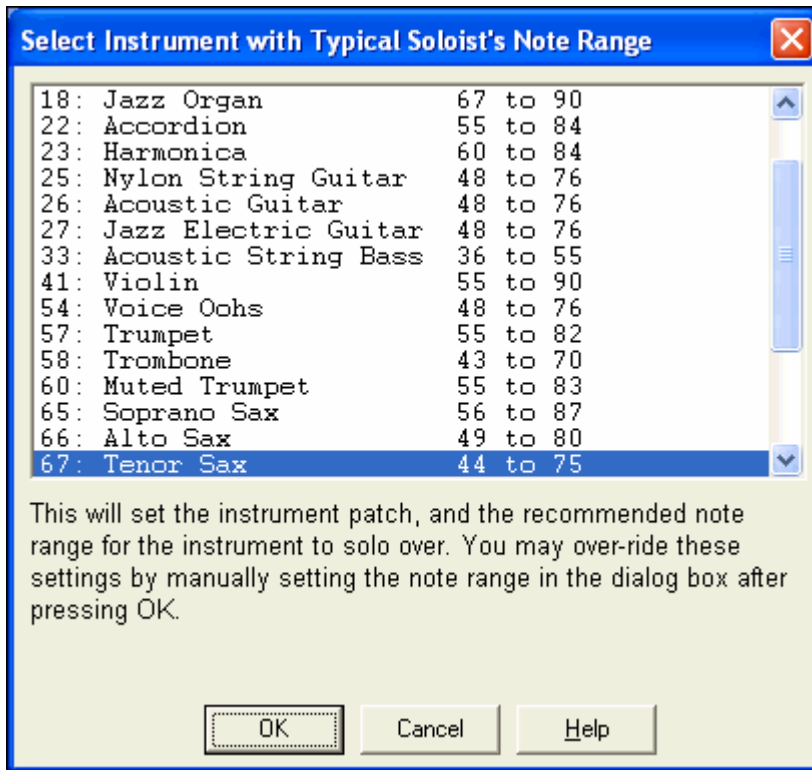 Select Instrument with Typical Soloist's Note Range
18: Jazz Organ 67 to 90
22: Accordion 55 to 84
23: Harmonica 60 to 84
25: Nylon String Guitar 48 to 76
26: Acoustic Guitar 48 to 76
27: Jazz Electric Guitar 48 to 76
33: Acoustic String Bass 36 to 55
41: Violin 55 to 90
54: Voice Oohs 48 to 76
57: Trumpet 55 to 82
58: Trombone 43 to 70
60: Muted Trumpet 55 to 83
65: Soprano Sax 56 to 87
66: Alto Sax 49 to 80
67: Tenor Sax 44 to 75
This will set the instrument patch, and the recommended note
range for the instrument to solo over. You may over-ride these
settings by manually setting the note range in the dialog box after
pressing OK.
OK Cancel Help